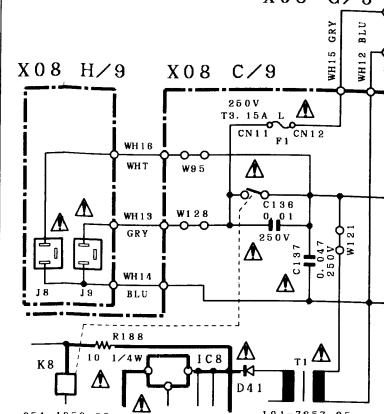 X08 C/9
WH15 GRY
WH12 BLU
X08 H/9
X08 C/9
250V
T3.15A L
CN11
F1
CN12
WH16
WHT
W95
C136
0.01
250V
WH13
GRY
W128
W121
C137
0.047
250V
J8
J9
WH14
BLU
R188
10 1/4W
IC8
K8
D41
T1